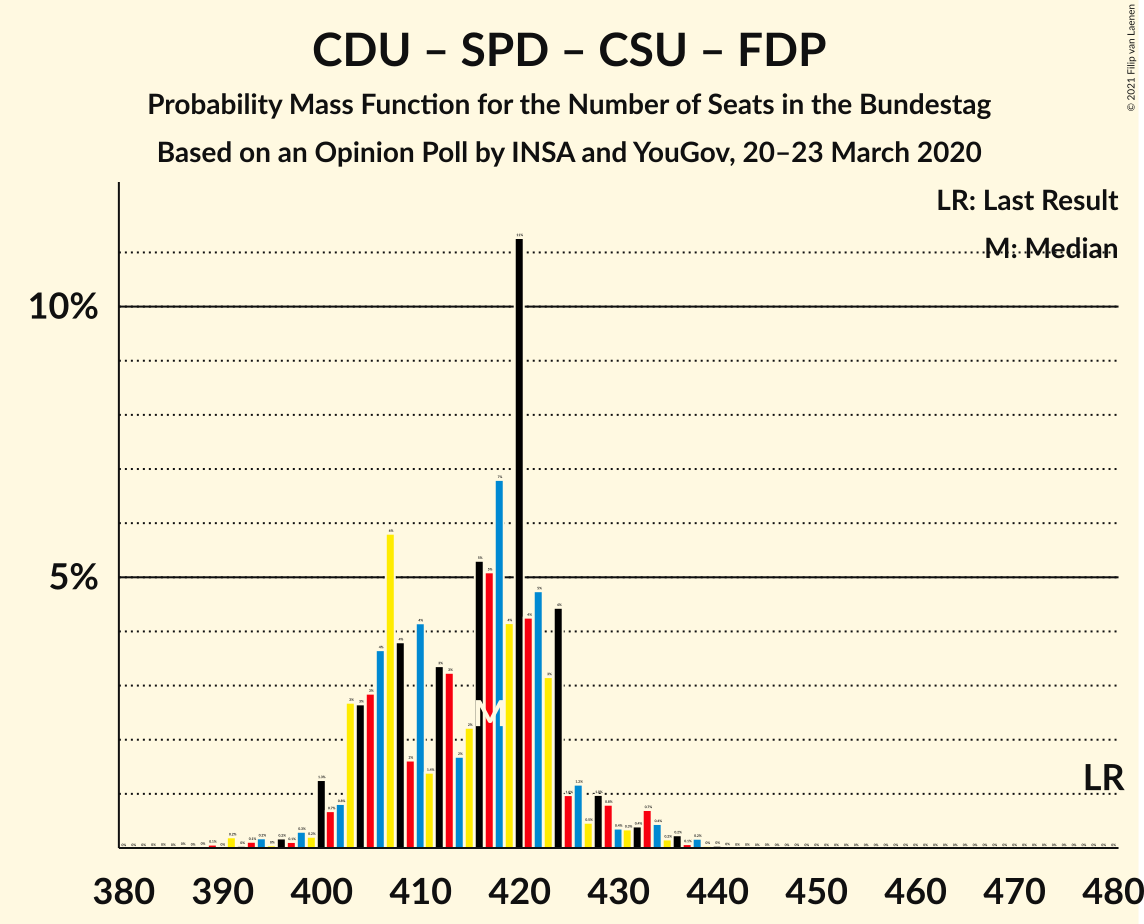 CDU – SPD – CSU – FDP
Probability Mass Function for the Number of Seats in the Bundestag
Based on an Opinion Poll by INSA and YouGov, 20–23 March 2020
© 2021 Filip van Laenen
LR: Last Result
M: Median
10%
5%
M
LR
380 390 400 410 420 430 440 450 460 470 480